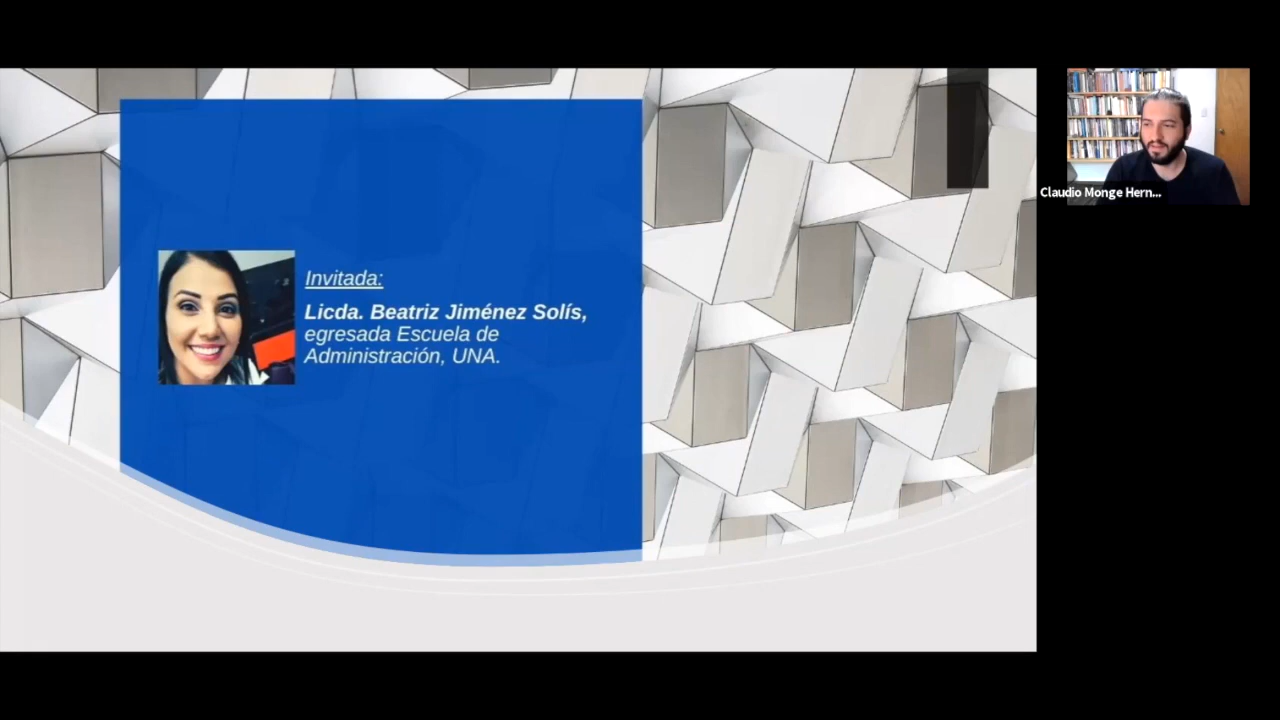 Invitada:
Licda. Beatriz Jiménez Solís,
egresada Escuela de
Administración, UNA.
Claudio Monge Hern...